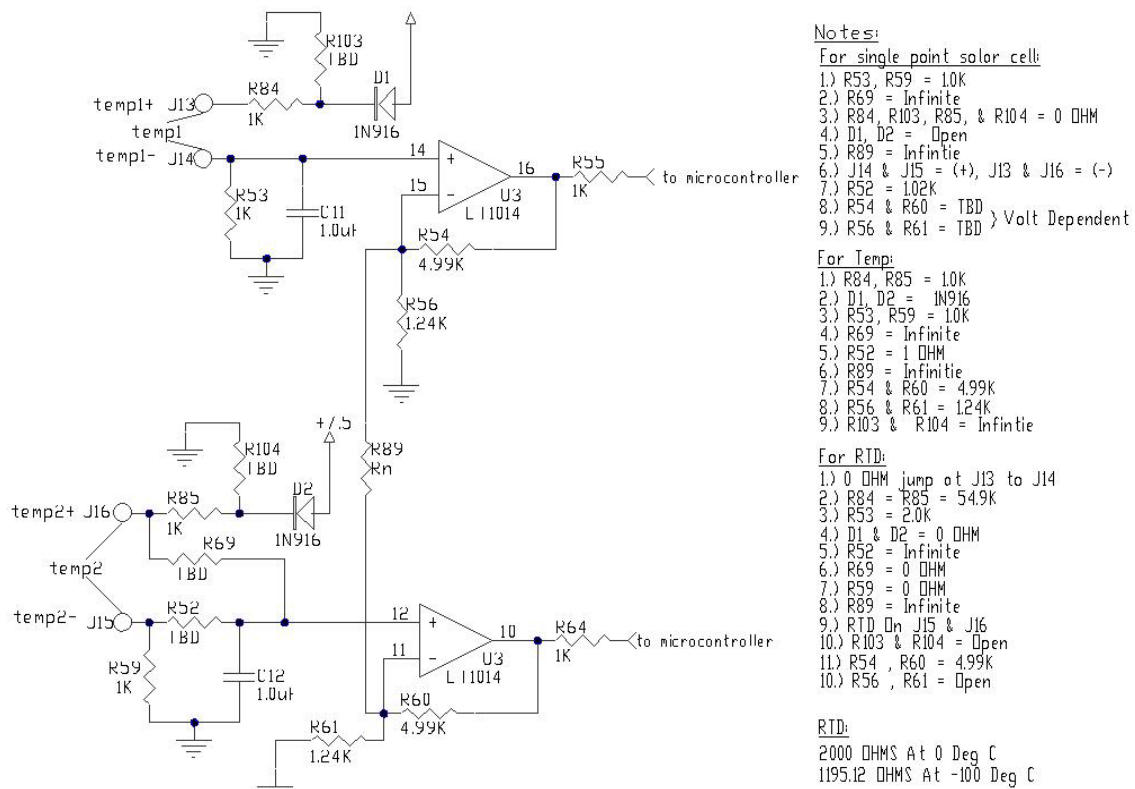 R103
TBD
D1
1N916
R84
1K
temp1+ J13
temp1
temp1- J14
R53
1K
C11
1.0uF
14
15
16
U3
LT1014
R55
1K
to microcontroller
R54
4.99K
R56
1.24K
R89
Rn
R104
TBD
+7.5
D2
1N916
temp2+ J16
R85
1K
R69
TBD
temp2
temp2- J15
R52
TBD
R59
1K
C12
1.0uF
12
11
10
U3
LT1014
R64
1K
to microcontroller
R60
4.99K
R61
1.24K
Notes:
For single point solar cell:
1.) R53, R59 = 1.0K
2.) R69 = Infinite
3.) R84, R103, R85, & R104 = 0 OHM
4.) D1, D2 = Open
5.) R89 = Infintie
6.) J14 & J15 = (+), J13 & J16 = (-)
7.) R52 = 1.02K
8.) R54 & R60 = TBD
9.) R56 & R61 = TBD
} Volt Dependent
For Temp:
1.) R84, R85 = 1.0K
2.) D1, D2 = 1N916
3.) R53, R59 = 1.0K
4.) R69 = Infinite
5.) R52 = 1 OHM
6.) R89 = Infinitie
7.) R54 & R60 = 4.99K
8.) R56 & R61 = 1.24K
9.) R103 & R104 = Infintie
For RTD:
1.) 0 OHM jump at J13 to J14
2.) R84 = R85 = 54.9K
3.) R53 = 2.0K
4.) D1 & D2 = 0 OHM
5.) R52 = Infinite
6.) R69 = 0 OHM
7.) R59 = 0 OHM
8.) R89 = Infinite
9.) RTD On J15 & J16
10.) R103 & R104 = Open
11.) R54 , R60 = 4.99K
10.) R56 , R61 = Open
RTD:
2000 OHMS At 0 Deg C
1195.12 OHMS At -100 Deg C